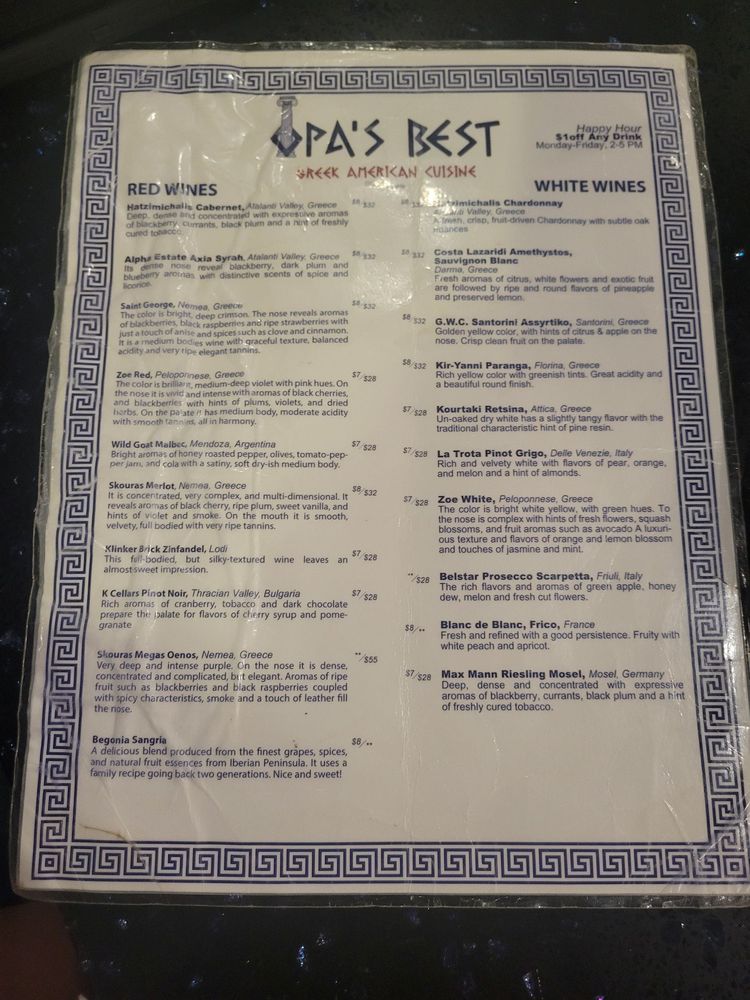 OPA'S BEST
GREEK AMERICAN CUISINE
Happy Hour
$1off Any Drink
Monday-Friday, 2-5 PM
RED WINES
Hatzimichalis Cabernet, Atalanti Valley, Greece $8/$32
Deep, dense and concentrated with expressive aromas
of blackberry, currants, black plum and a hint of freshly
cured tobacco.
Alpha Estate Axia Syrah, Atalanti Valley, Greece $8/$32
Its dense nose reveal blackberry, dark plum and
blueberry aromas with distinctive scents of spice and
licorice.
Saint George, Nemea, Greece $8/$32
The color is bright, deep crimson. The nose reveals aromas
of blackberries, black raspberries and ripe strawberries with
just a touch of anise and spices such as clove and cinnamon.
It is a medium bodies wine with graceful texture, balanced
acidity and very ripe elegant tannins.
Zoe Red, Peloponnese, Greece $7/$28
The color is brilliant, medium-deep violet with pink hues. On
the nose it is vivid and intense with aromas of black cherries,
and blackberries with hints of plums, violets, and dried
herbs. On the palate it has medium body, moderate acidity
with smooth tannins, all in harmony.
Wild Goat Malbec, Mendoza, Argentina $7/$28
Bright aromas of honey roasted pepper, olives, tomato-pep-
per jam, and cola with a satiny, soft dry-ish medium body.
Skouras Merlot, Nemea, Greece $8/$32
It is concentrated, very complex, and multi-dimensional. It
reveals aromas of black cherry, ripe plum, sweet vanilla, and
hints of violet and smoke. On the mouth it is smooth,
velvety, full bodied with very ripe tannins.
Klinker Brick Zinfandel, Lodi $7/$28
This full-bodied, but silky-textured wine leaves an
almost sweet impression.
K Cellars Pinot Noir, Thracian Valley, Bulgaria $7/$28
Rich aromas of cranberry, tobacco and dark chocolate
prepare the palate for flavors of cherry syrup and pome-
granate
Skouras Megas Oenos, Nemea, Greece **/$55
Very deep and intense purple. On the nose it is dense,
concentrated and complicated, but elegant. Aromas of ripe
fruit such as blackberries and black raspberries coupled
with spicy characteristics, smoke and a touch of leather fill
the nose.
Begonia Sangria $8/**
A delicious blend produced from the finest grapes, spices,
and natural fruit essences from Iberian Peninsula. It uses a
family recipe going back two generations. Nice and sweet!
WHITE WINES
$8/$32 Hatzimichalis Chardonnay
Atalanti Valley, Greece
A fresh, crisp, fruit-driven Chardonnay with subtle oak
nuances
$8/$32 Costa Lazaridi Amethystos,
Sauvignon Blanc
Darma, Greece
Fresh aromas of citrus, white flowers and exotic fruit
are followed by ripe and round flavors of pineapple
and preserved lemon.
$8/$32 G.W.C. Santorini Assyrtiko, Santorini, Greece
Golden yellow color, with hints of citrus & apple on the
nose. Crisp clean fruit on the palate.
$8/$32 Kir-Yanni Paranga, Florina, Greece
Rich yellow color with greenish tints. Great acidity and
a beautiful round finish.
$7/$28 Kourtaki Retsina, Attica, Greece
Un-oaked dry white has a slightly tangy flavor with the
traditional characteristic hint of pine resin.
$7/$28 La Trota Pinot Grigo, Delle Venezie, Italy
Rich and velvety white with flavors of pear, orange,
and melon and a hint of almonds.
$7/$28 Zoe White, Peloponnese, Greece
The color is bright white yellow, with green hues. To
the nose is complex with hints of fresh flowers, squash
blossoms, and fruit aromas such as avocado A luxuri-
ous texture and flavors of orange and lemon blossom
and touches of jasmine and mint.
**/$28 Belstar Prosecco Scarpetta, Friuli, Italy
The rich flavors and aromas of green apple, honey
dew, melon and fresh cut flowers.
$8/** Blanc de Blanc, Frico, France
Fresh and refined with a good persistence. Fruity with
white peach and apricot.
$7/$28 Max Mann Riesling Mosel, Mosel, Germany
Deep, dense and concentrated with expressive
aromas of blackberry, currants, black plum and a hint
of freshly cured tobacco.